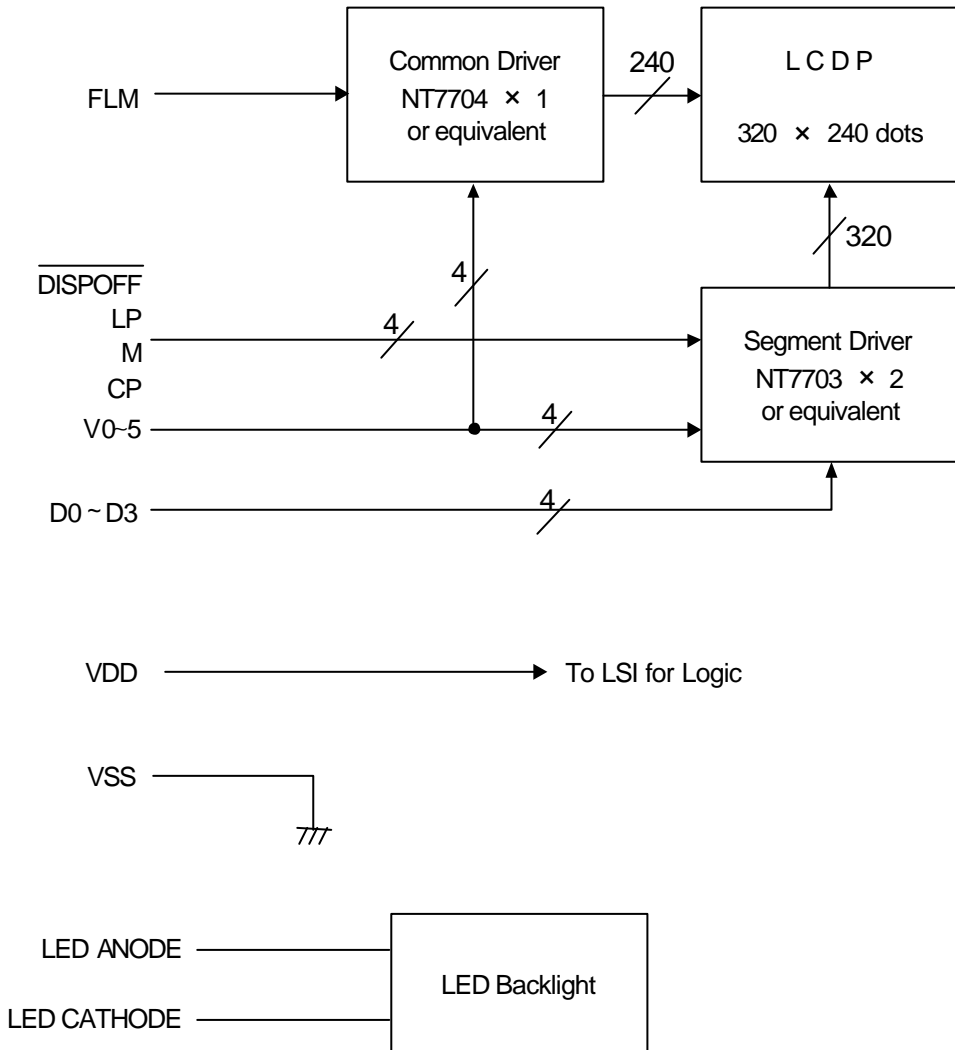 Common Driver
NT7704 × 1
or equivalent
240
L C D P
320 × 240 dots
FLM
320
4
DISPOFF
LP
M
CP
4
Segment Driver
NT7703 × 2
or equivalent
V0~5
4
D0 ~ D3
4
VDD
To LSI for Logic
VSS
LED ANODE
LED Backlight
LED CATHODE